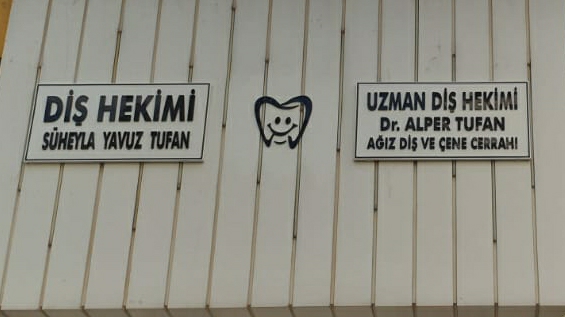 DİŞ HEKİMİ
SÜHEYLA YAVUZ TUFAN
UZMAN DİŞ HEKİMİ
Dr. ALPER TUFAN
AĞIZ DİŞ VE ÇENE CERRAHI